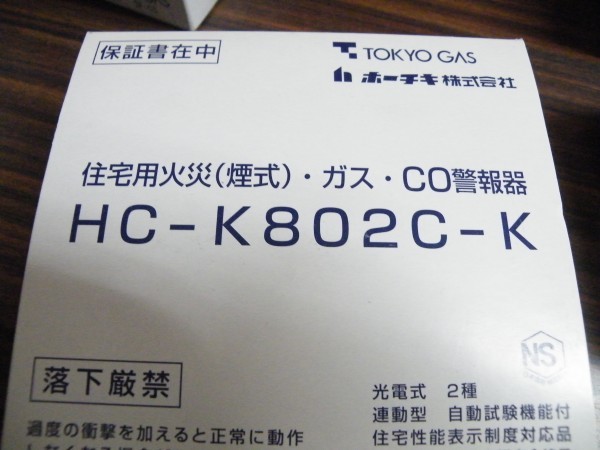 保証書在中
TOKYO GAS
ホーチキ株式会社
住宅用火災(煙式)・ガス・CO警報器
HC-K802C-K
NS
落下厳禁
光電式 2種
連動型 自動試験機能付
住宅性能表示制度対応品
過度の衝撃を加えると正常に動作